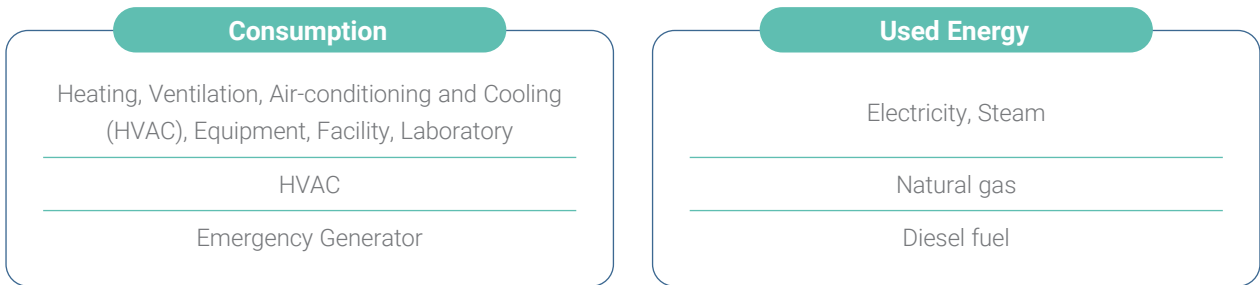 Consumption
Heating, Ventilation, Air-conditioning and Cooling
(HVAC), Equipment, Facility, Laboratory
HVAC
Emergency Generator
Used Energy
Electricity, Steam
Natural gas
Diesel fuel